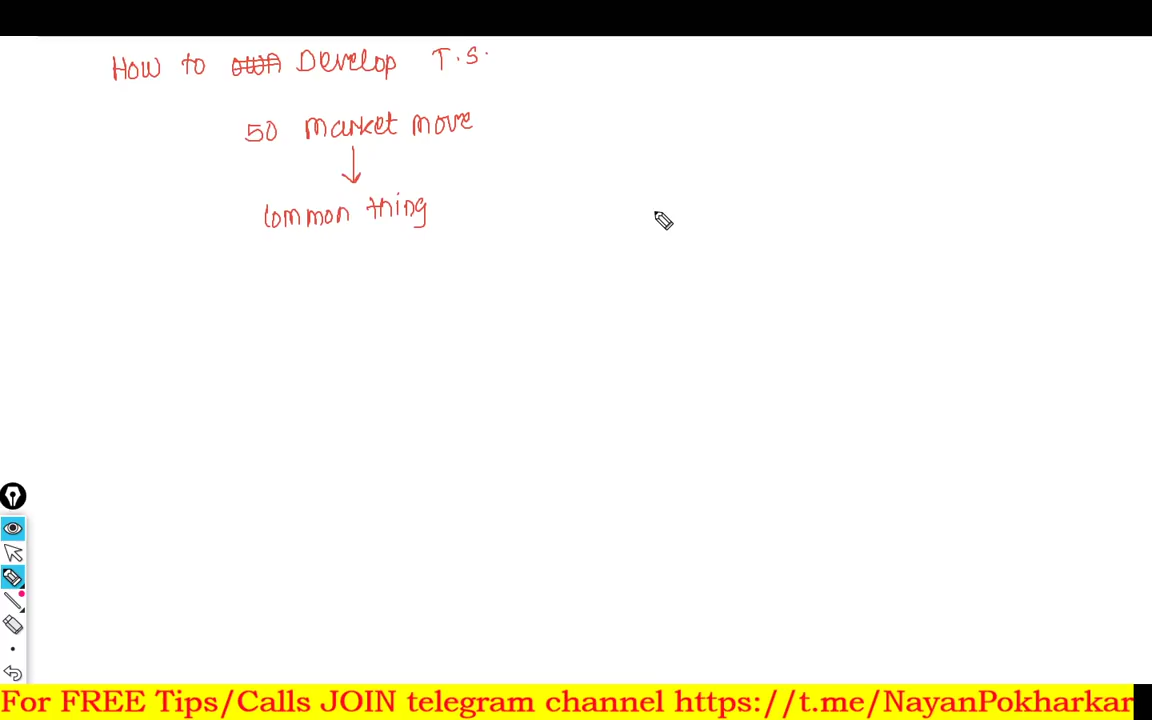 How to Develop T.S.
50 market move
common thing
For FREE Tips/Calls JOIN telegram channel https://t.me/NayanPokharkar